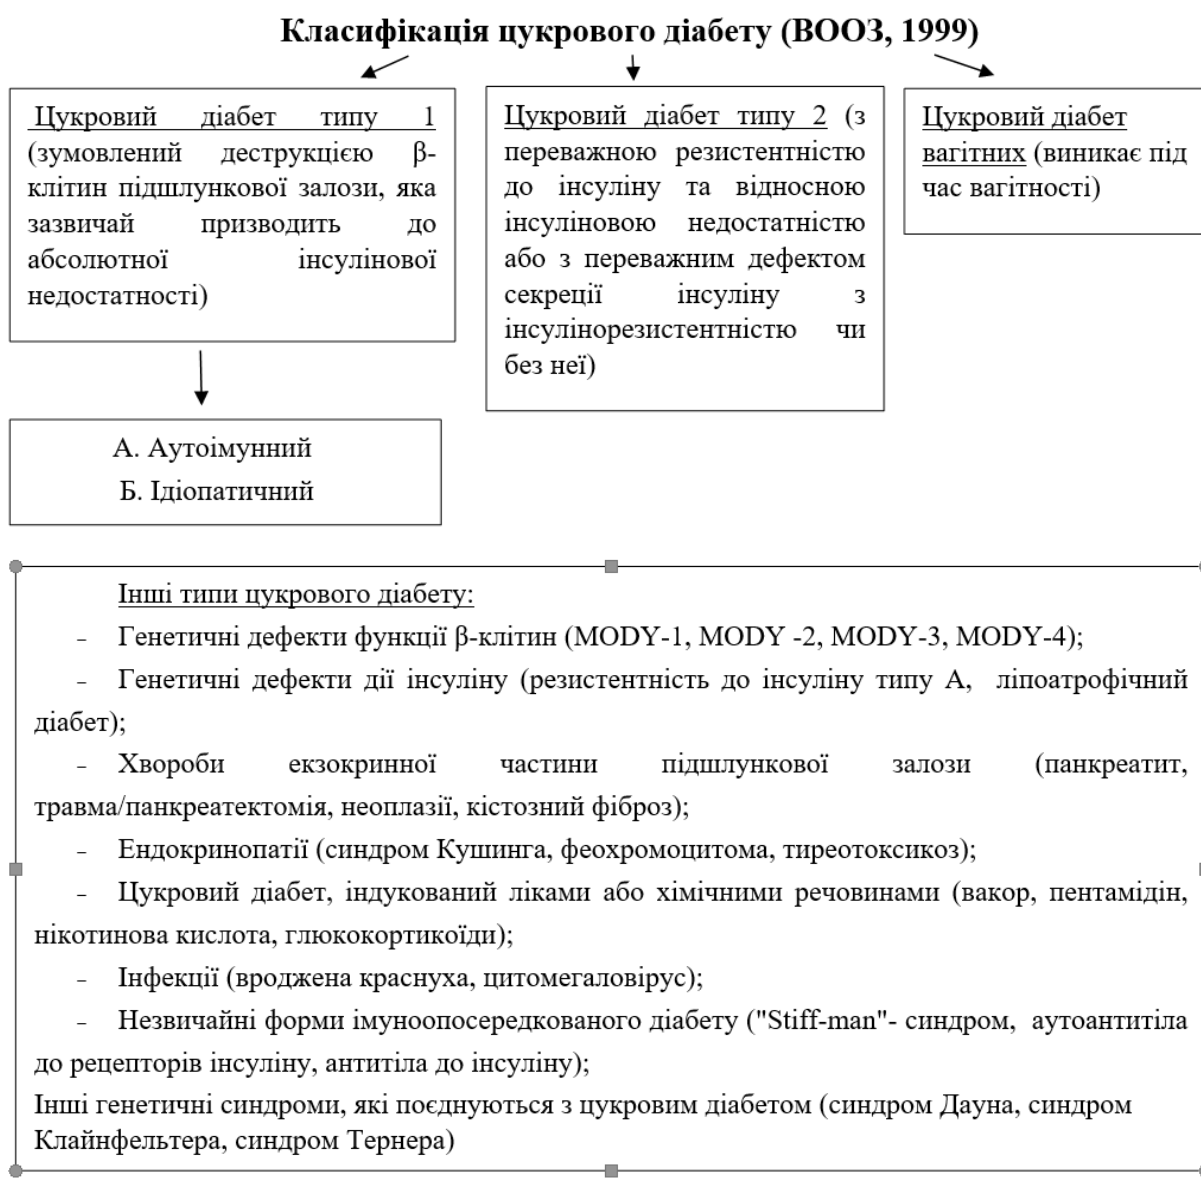 Класифікація цукрового діабету (ВООЗ, 1999)
Цукровий діабет типу 1
(зумовлений деструкцією β-
клітин підшлункової залози, яка
зазвичай призводить до
абсолютної інсулінової
недостатності)
Цукровий діабет типу 2 (з
переважною резистентністю
до інсуліну та відносною
інсуліновою недостатністю
або з переважним дефектом
секреції інсуліну з
інсулінорезистентністю чи
без неї)
Цукровий діабет
вагітних (виникає під
час вагітності)
А. Аутоімунний
Б. Ідіопатичний
Інші типи цукрового діабету:
- Генетичні дефекти функції β-клітин (MODY-1, MODY -2, MODY-3, MODY-4);
- Генетичні дефекти дії інсуліну (резистентність до інсуліну типу А, ліпоатрофічний
діабет);
- Хвороби екзокринної частини підшлункової залози (панкреатит,
травма/панкреатектомія, неоплазії, кістозний фіброз);
- Ендокринопатії (синдром Кушинга, феохромоцитома, тиреотоксикоз);
- Цукровий діабет, індукований ліками або хімічними речовинами (вакор, пентамідін,
нікотинова кислота, глюкокортикоїди);
- Інфекції (вроджена краснуха, цитомегаловірус);
- Незвичайні форми імуноопосередкованого діабету ("Stiff-man"- синдром, аутоантитіла
до рецепторів інсуліну, антитіла до інсуліну);
Інші генетичні синдроми, які поєднуються з цукровим діабетом (синдром Дауна, синдром
Клайнфельтера, синдром Тернера)